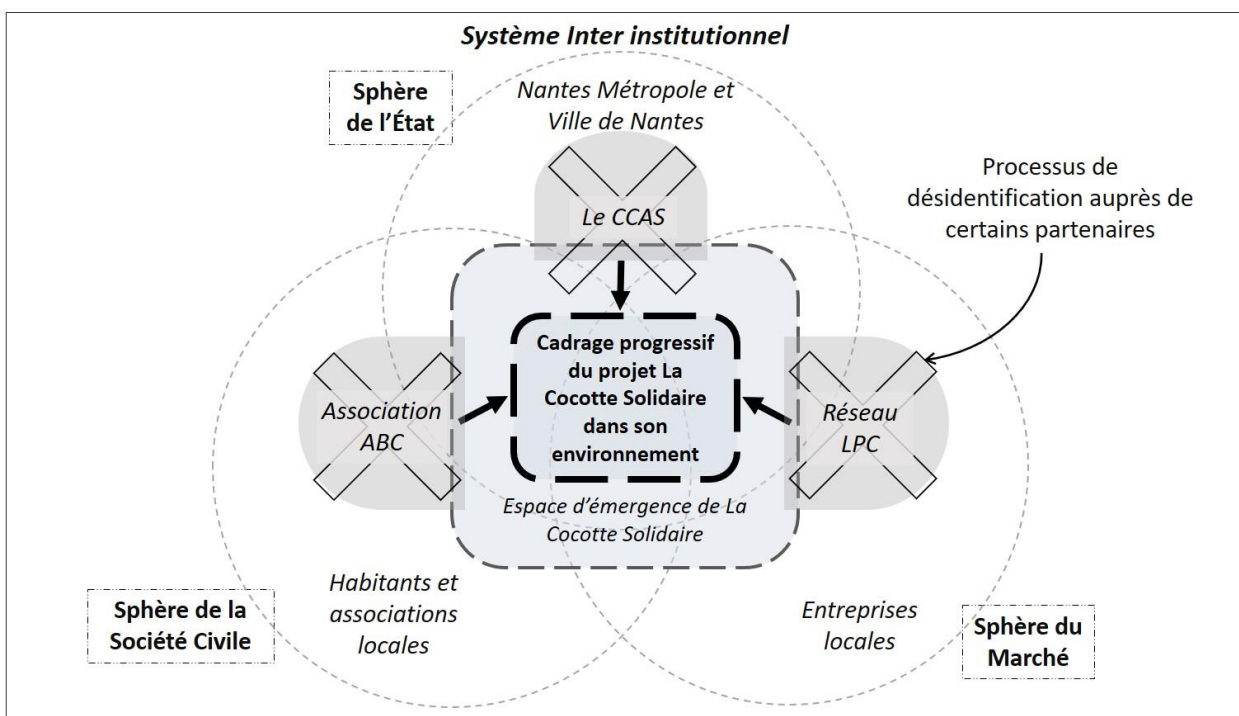 Système Inter institutionnel
Sphère
de l’État
Nantes Métropole et
Ville de Nantes
Le CCAS
Processus de
désidentification auprès de
certains partenaires
Cadrage progressif
du projet La
Cocotte Solidaire
dans son
environnement
Association
ABC
Réseau
LPC
Espace d’émergence de La
Cocotte Solidaire
Habitants et
associations
locales
Sphère de la
Société Civile
Entreprises
locales
Sphère du
Marché